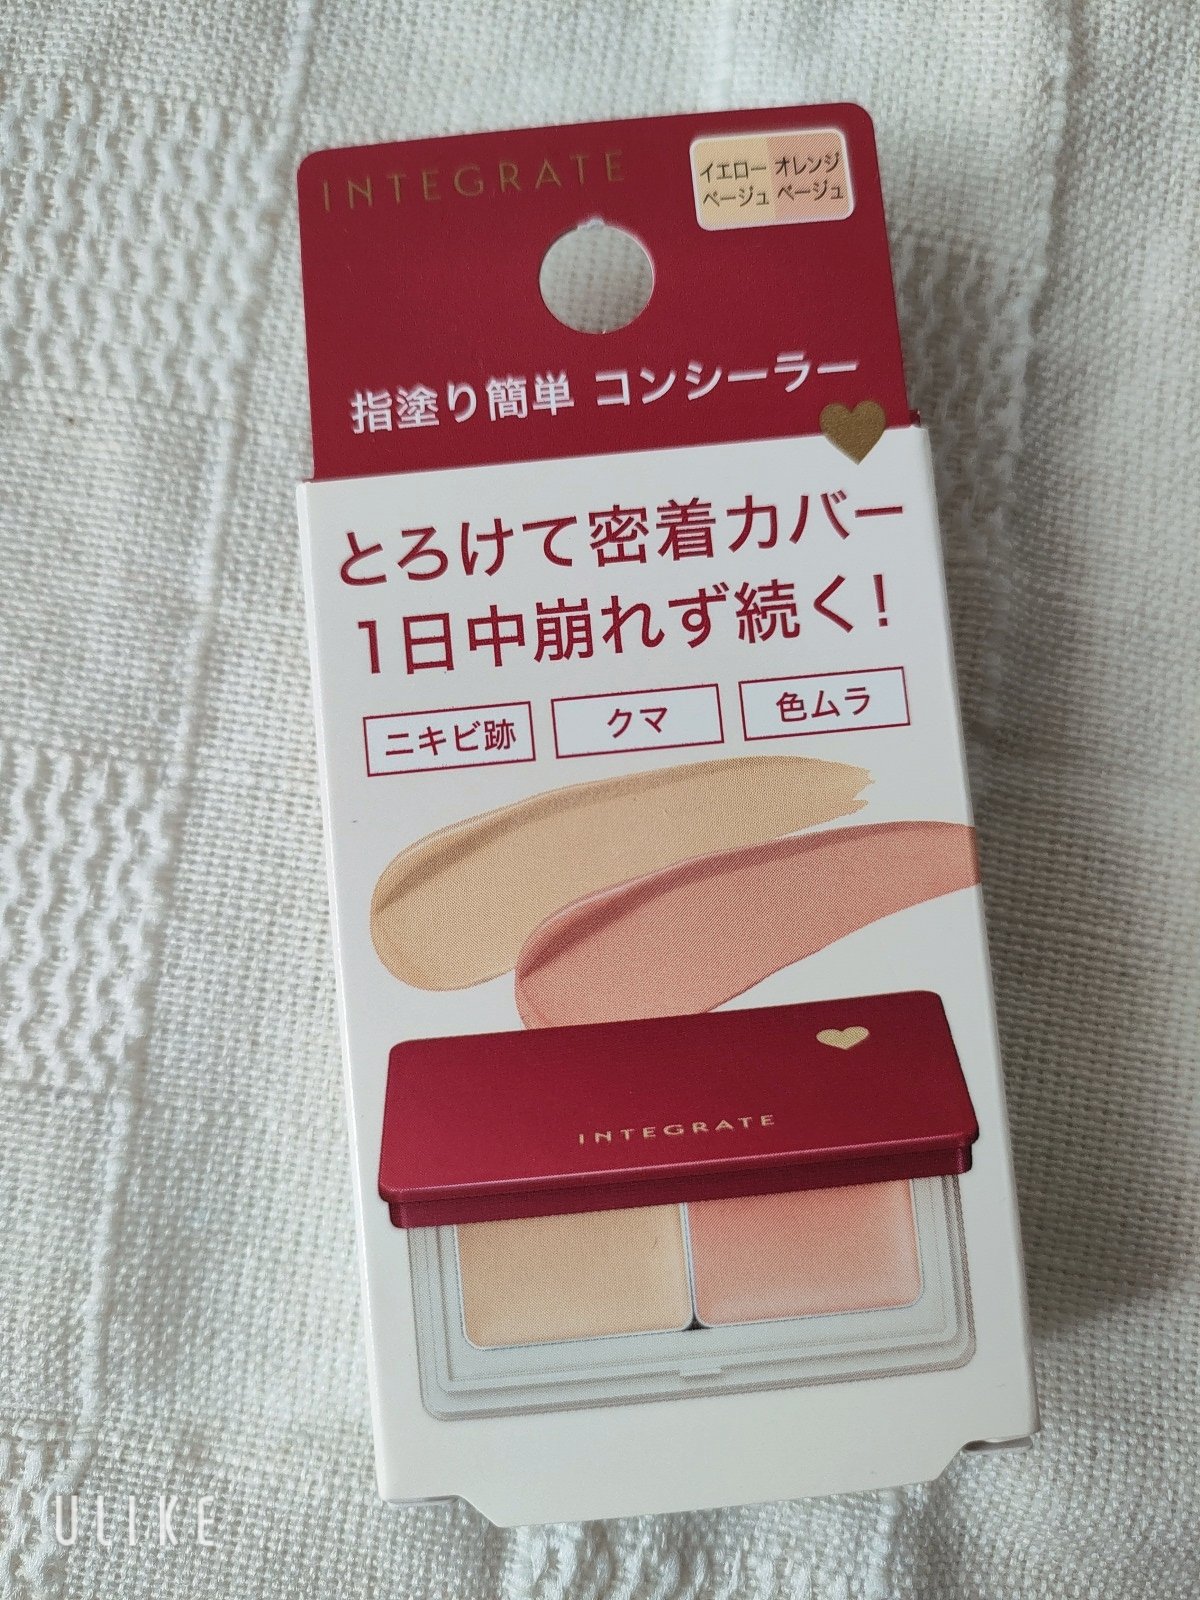 INTEGRATE
イエロー オレンジ
ベージュ ベージュ
指塗り簡単 コンシーラー
とろけて密着カバー
1日中崩れず続く!
ニキビ跡 クマ 色ムラ
INTEGRATE
ULIKE